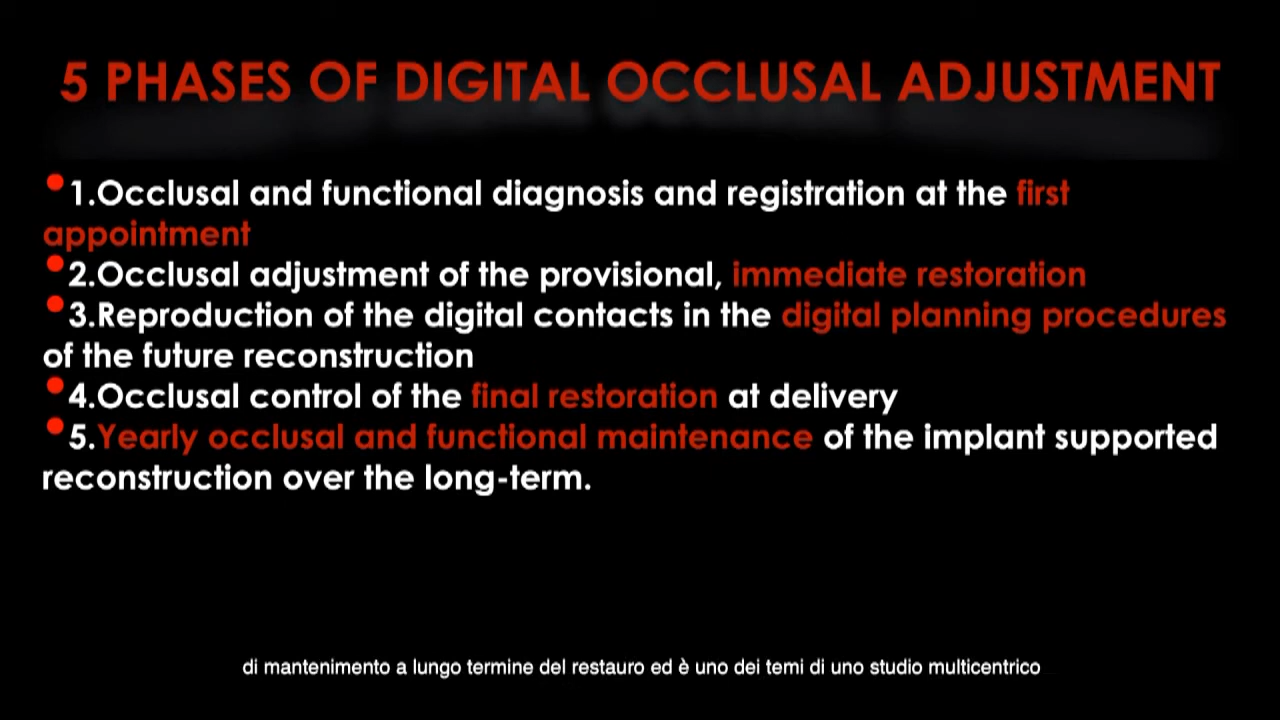 5 PHASES OF DIGITAL OCCLUSAL ADJUSTMENT
•1.Occlusal and functional diagnosis and registration at the first
appointment
•2.Occlusal adjustment of the provisional, immediate restoration
•3.Reproduction of the digital contacts in the digital planning procedures
of the future reconstruction
•4.Occlusal control of the final restoration at delivery
•5.Yearly occlusal and functional maintenance of the implant supported
reconstruction over the long-term.
di mantenimento a lungo termine del restauro ed è uno dei temi di uno studio multicentrico